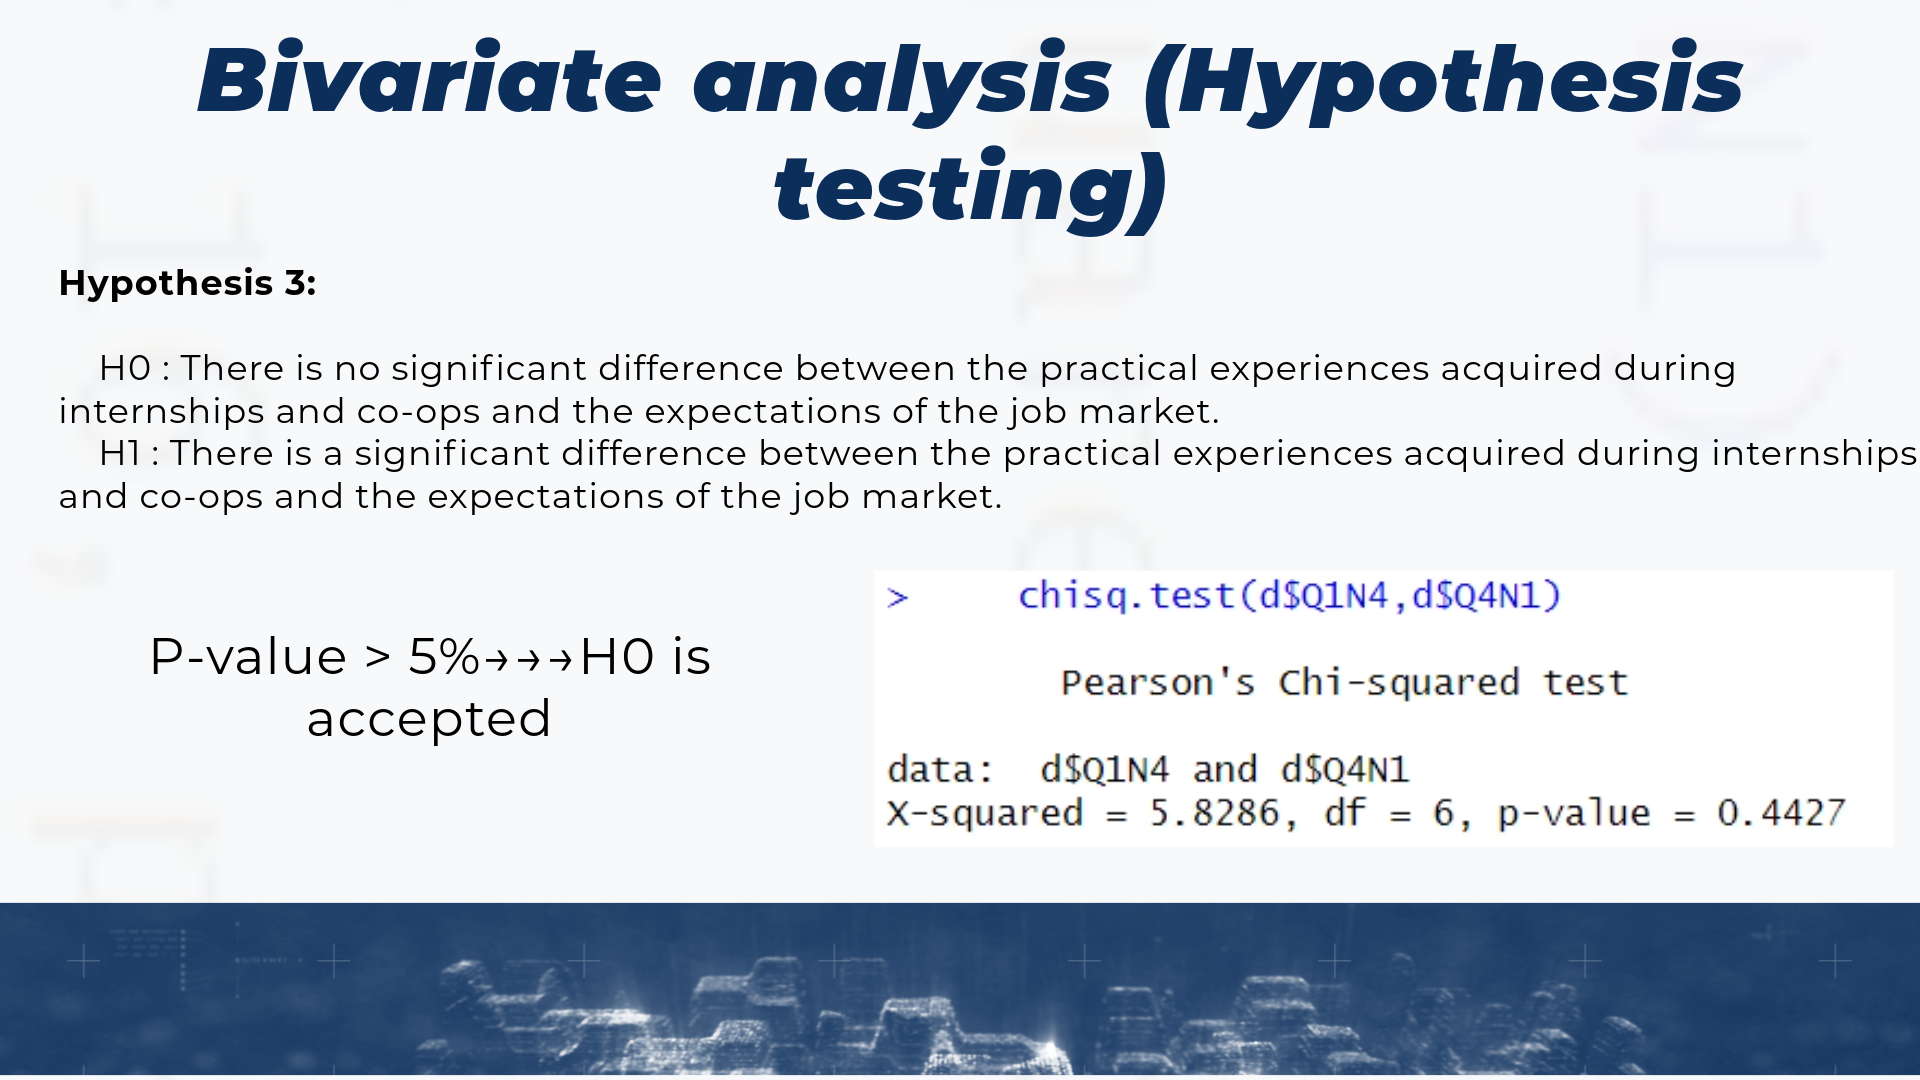 Bivariate analysis (Hypothesis
testing)
Hypothesis 3:
H0 : There is no significant difference between the practical experiences acquired during
internships and co-ops and the expectations of the job market.
H1 : There is a significant difference between the practical experiences acquired during internships
and co-ops and the expectations of the job market.
P-value > 5%→→→H0 is
accepted
> chisq.test(d$Q1N4,d$Q4N1)
Pearson's Chi-squared test
data: d$Q1N4 and d$Q4N1
X-squared = 5.8286, df = 6, p-value = 0.4427